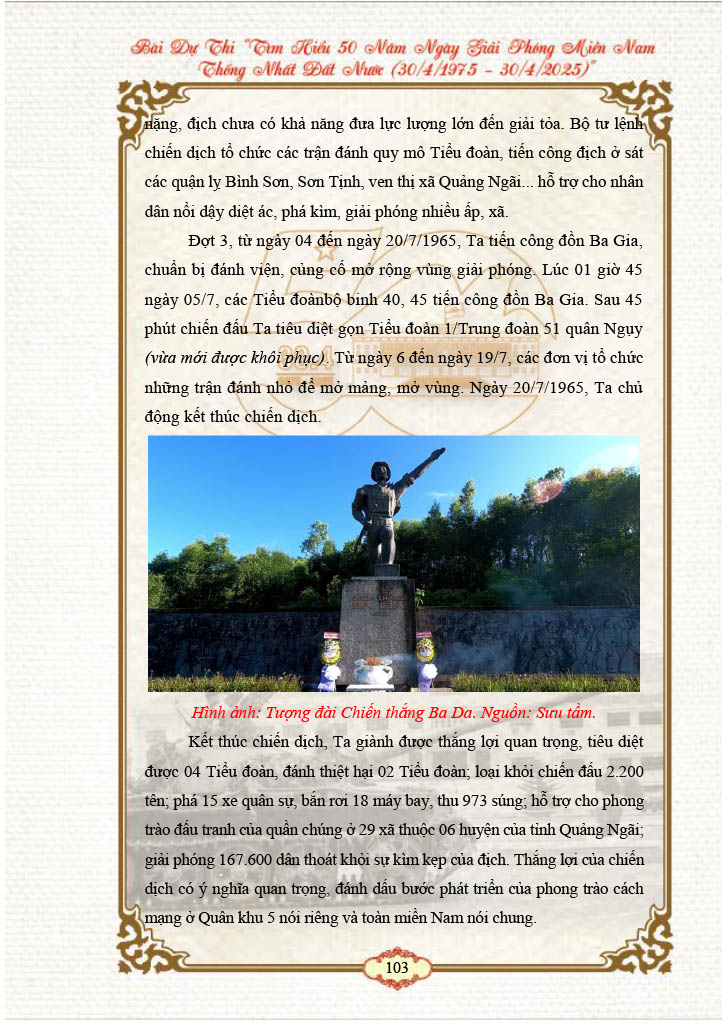 Bài Dự Thi “Tìm Hiểu 50 Năm Ngày Giải Phóng Miền Nam
Thống Nhất Đất Nước (30/4/1975 – 30/4/2025)”
nặng, địch chưa có khả năng đưa lực lượng lớn đến giải tỏa. Bộ tư lệnh
chiến dịch tổ chức các trận đánh quy mô Tiểu đoàn, tiến công địch ở sát
các quận lỵ Bình Sơn, Sơn Tịnh, ven thị xã Quảng Ngãi... hỗ trợ cho nhân
dân nổi dậy diệt ác, phá kìm, giải phóng nhiều ấp, xã.
Đợt 3, từ ngày 04 đến ngày 20/7/1965, Ta tiến công đồn Ba Gia,
chuẩn bị đánh viện, củng cố mở rộng vùng giải phóng. Lúc 01 giờ 45
ngày 05/7, các Tiểu đoànbộ binh 40, 45 tiến công đồn Ba Gia. Sau 45
phút chiến đấu Ta tiêu diệt gọn Tiểu đoàn 1/Trung đoàn 51 quân Ngụy
(vừa mới được khôi phục). Từ ngày 6 đến ngày 19/7, các đơn vị tổ chức
những trận đánh nhỏ để mở mảng, mở vùng. Ngày 20/7/1965, Ta chủ
động kết thúc chiến dịch.
Hình ảnh: Tượng đài Chiến thắng Ba Da. Nguồn: Sưu tầm.
Kết thúc chiến dịch, Ta giành được thắng lợi quan trọng, tiêu diệt
được 04 Tiểu đoàn, đánh thiệt hại 02 Tiểu đoàn; loại khỏi chiến đấu 2.200
tên; phá 15 xe quân sự, bắn rơi 18 máy bay, thu 973 súng; hỗ trợ cho phong
trào đấu tranh của quần chúng ở 29 xã thuộc 06 huyện của tỉnh Quảng Ngãi;
giải phóng 167.600 dân thoát khỏi sự kìm kẹp của địch. Thắng lợi của chiến
dịch có ý nghĩa quan trọng, đánh dấu bước phát triển của phong trào cách
mạng ở Quân khu 5 nói riêng và toàn miền Nam nói chung.
103